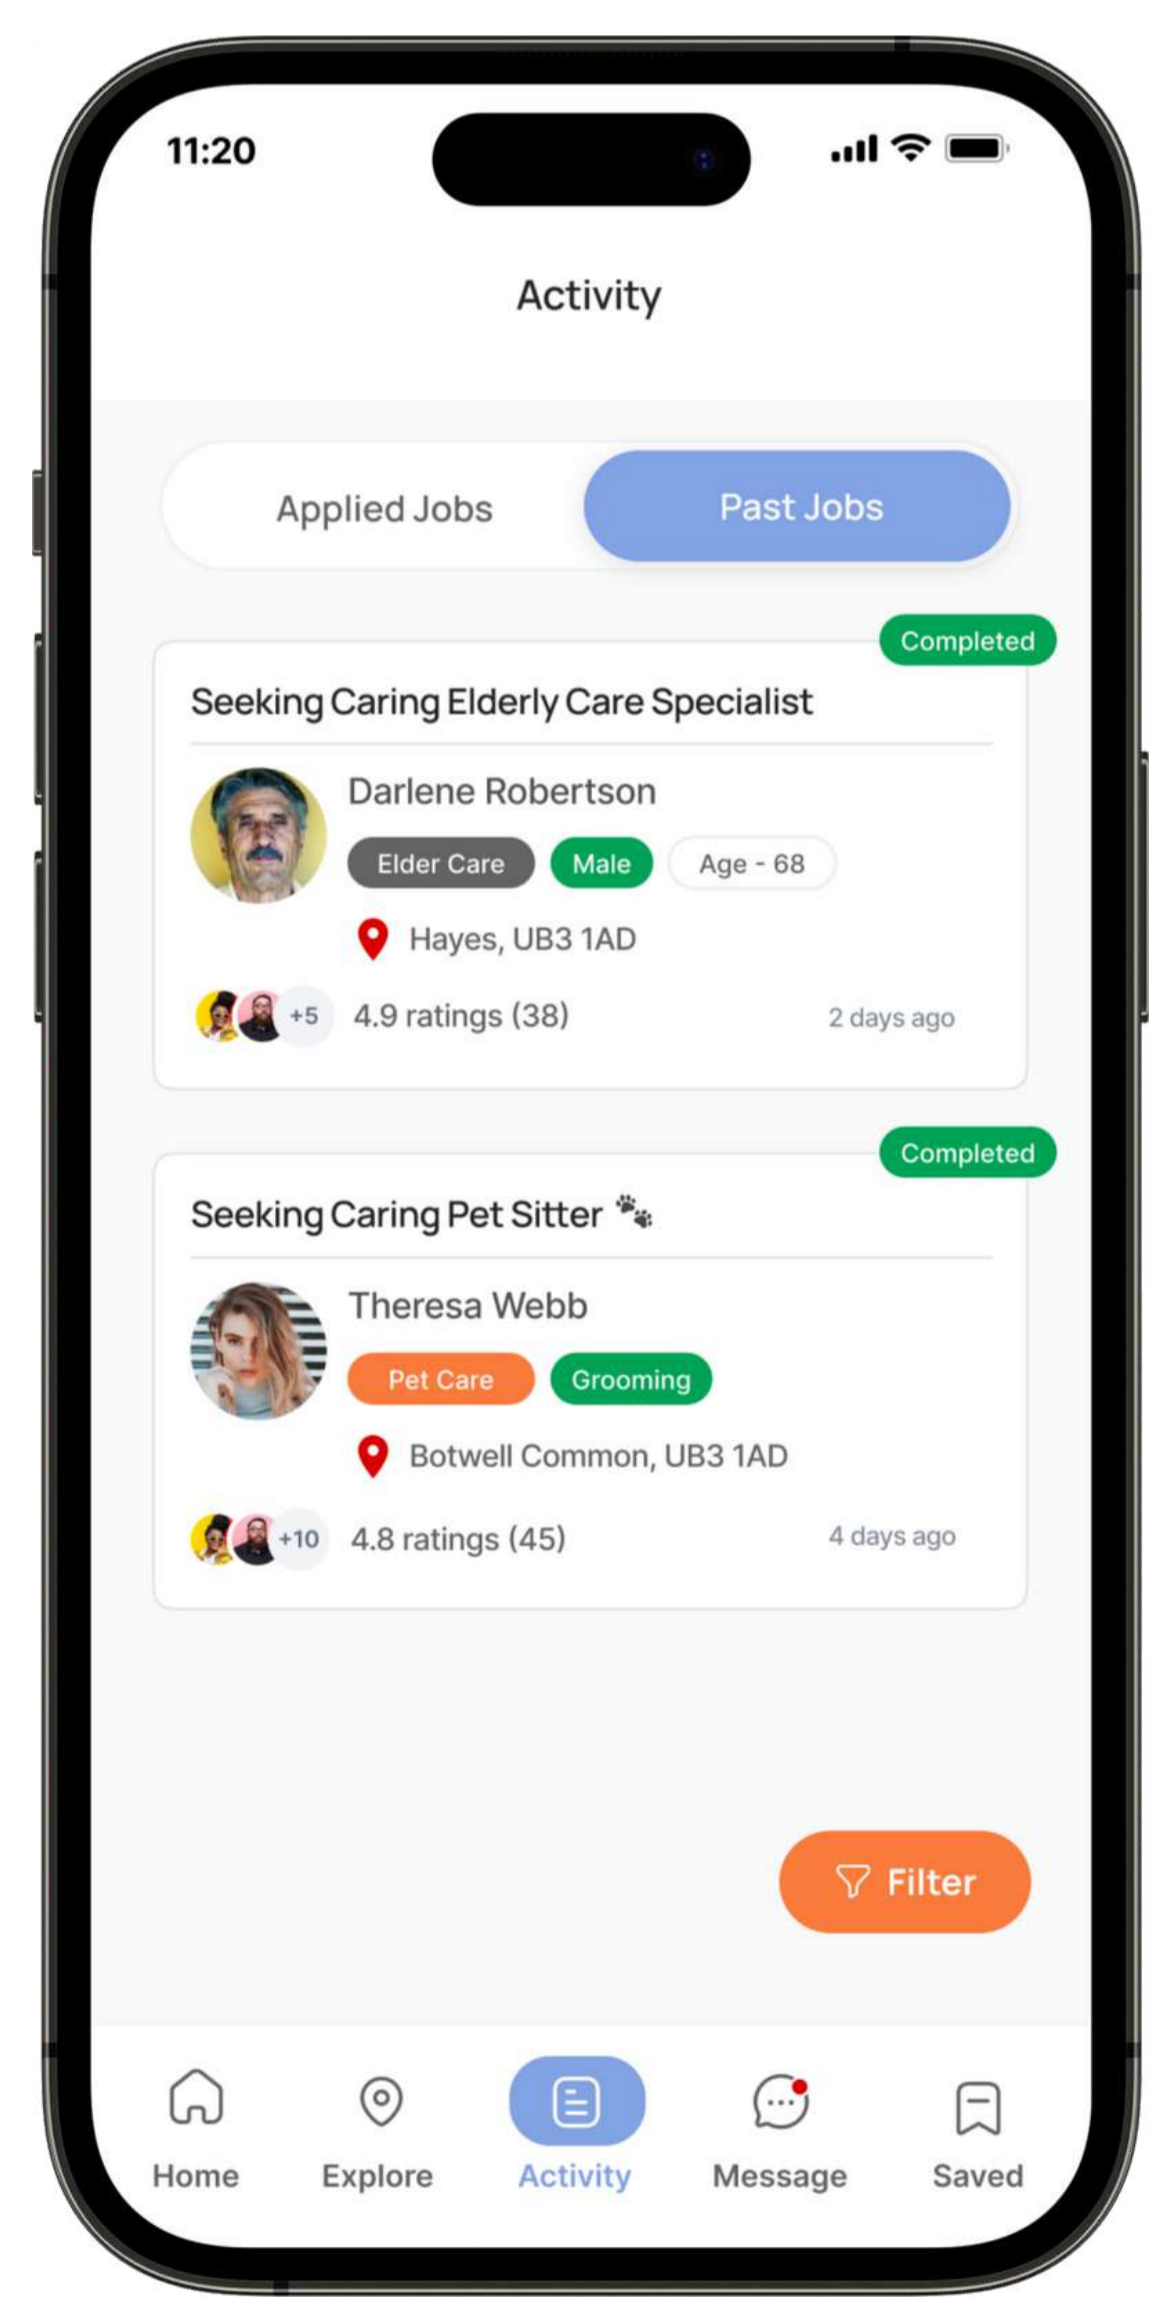 11:20
Activity
Applied Jobs
Past Jobs
Completed
Seeking Caring Elderly Care Specialist
Darlene Robertson
Elder Care
Male
Age - 68
Hayes, UB3 1AD
+5
4.9 ratings (38)
2 days ago
Completed
Seeking Caring Pet Sitter 🐾
Theresa Webb
Pet Care
Grooming
Botwell Common, UB3 1AD
+10
4.8 ratings (45)
4 days ago
Filter
Home
Explore
Activity
Message
Saved